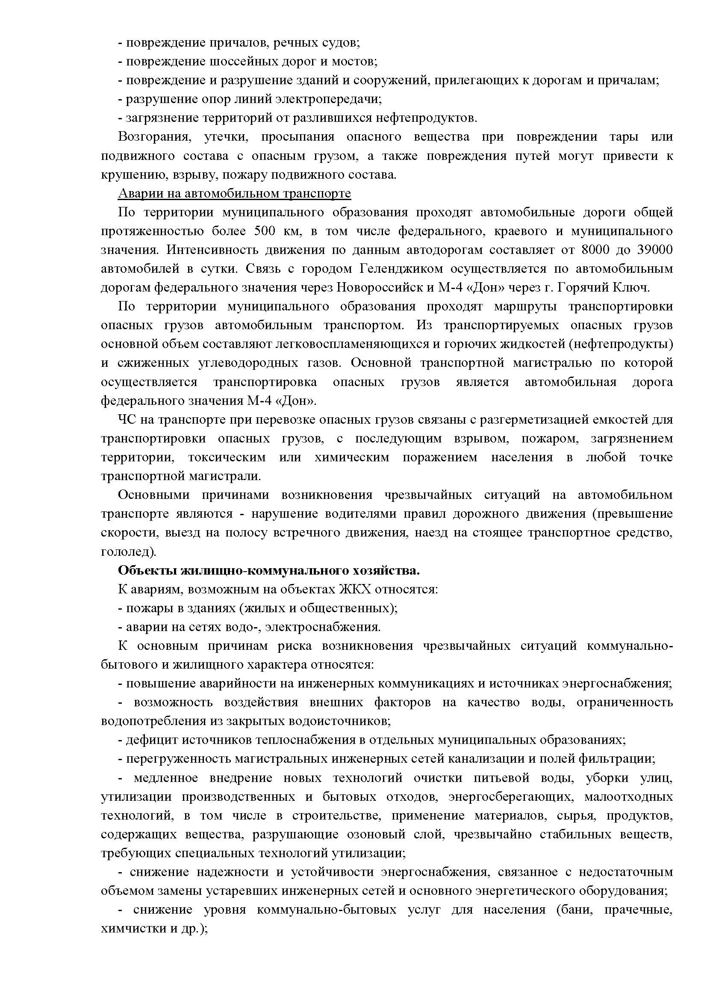 - повреждение причалов, речных судов;
- повреждение шоссейных дорог и мостов;
- повреждение и разрушение зданий и сооружений, прилегающих к дорогам и причалам;
- разрушение опор линий электропередачи;
- загрязнение территорий от разлившихся нефтепродуктов.
Возгорания, утечки, просыпания опасного вещества при повреждении тары или
подвижного состава с опасным грузом, а также повреждения путей могут привести к
крушению, взрыву, пожару подвижного состава.
Аварии на автомобильном транспорте
По территории муниципального образования проходят автомобильные дороги общей
протяженностью более 500 км, в том числе федерального, краевого и муниципального
значения. Интенсивность движения по данным автодорогам составляет от 8000 до 39000
автомобилей в сутки. Связь с городом Геленджиком осуществляется по автомобильным
дорогам федерального значения через Новороссийск и М-4 «Дон» через г. Горячий Ключ.
По территории муниципального образования проходят маршруты транспортировки
опасных грузов автомобильным транспортом. Из транспортируемых опасных грузов
основной объем составляют легковоспламеняющихся и горючих жидкостей (нефтепродукты)
и сжиженных углеводородных газов. Основной транспортной магистралью по которой
осуществляется транспортировка опасных грузов является автомобильная дорога
федерального значения М-4 «Дон».
ЧС на транспорте при перевозке опасных грузов связаны с разгерметизацией емкостей для
транспортировки опасных грузов, с последующим взрывом, пожаром, загрязнением
территории, токсическим или химическим поражением населения в любой точке
транспортной магистрали.
Основными причинами возникновения чрезвычайных ситуаций на автомобильном
транспорте являются - нарушение водителями правил дорожного движения (превышение
скорости, выезд на полосу встречного движения, наезд на стоящее транспортное средство,
гололед).
Объекты жилищно-коммунального хозяйства.
К авариям, возможным на объектах ЖКХ относятся:
- пожары в зданиях (жилых и общественных);
- аварии на сетях водо-, электроснабжения.
К основным причинам риска возникновения чрезвычайных ситуаций коммунально-
бытового и жилищного характера относятся:
- повышение аварийности на инженерных коммуникациях и источниках энергоснабжения;
- возможность воздействия внешних факторов на качество воды, ограниченность
водопотребления из закрытых водоисточников;
- дефицит источников теплоснабжения в отдельных муниципальных образованиях;
- перегруженность магистральных инженерных сетей канализации и полей фильтрации;
- медленное внедрение новых технологий очистки питьевой воды, уборки улиц,
утилизации производственных и бытовых отходов, энергосберегающих, малоотходных
технологий, в том числе в строительстве, применение материалов, сырья, продуктов,
содержащих вещества, разрушающие озоновый слой, чрезвычайно стабильных веществ,
требующих специальных технологий утилизации;
- снижение надежности и устойчивости энергоснабжения, связанное с недостаточным
объемом замены устаревших инженерных сетей и основного энергетического оборудования;
- снижение уровня коммунально-бытовых услуг для населения (бани, прачечные,
химчистки и др.);